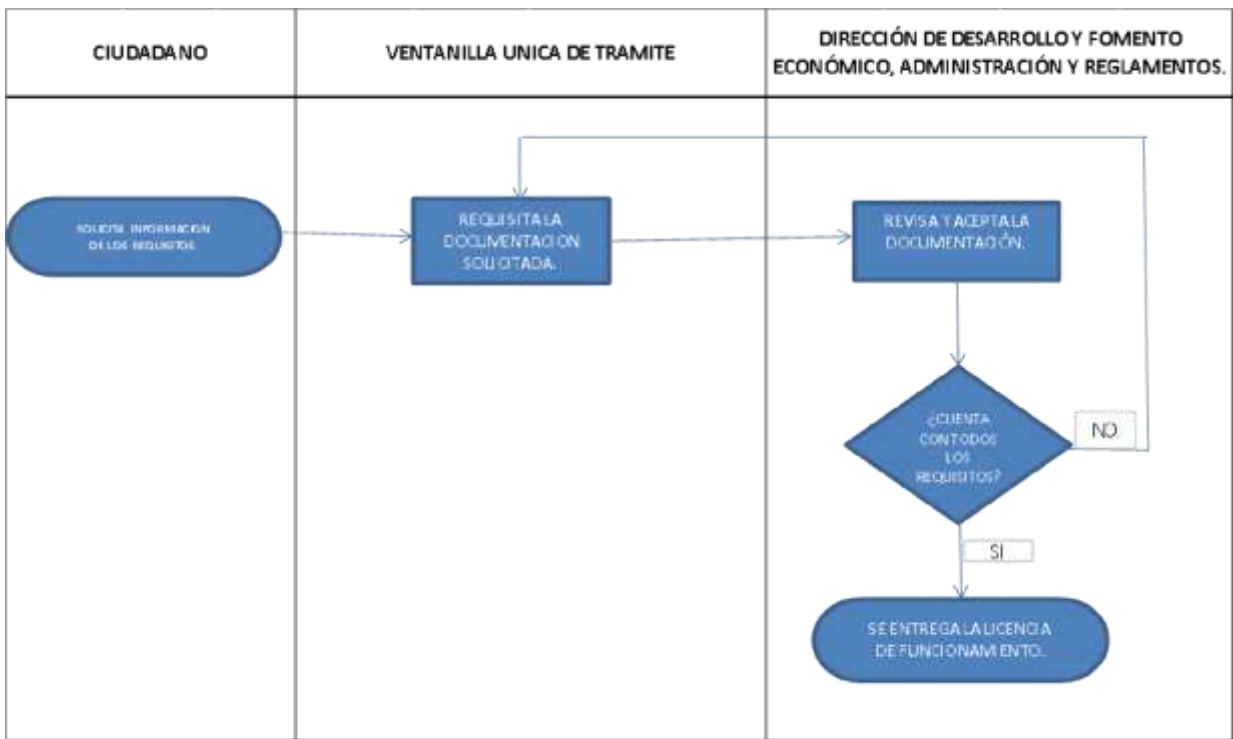 CIUDADANO
VENTANILLA UNICA DE TRAMITE
DIRECCIÓN DE DESARROLLO Y FOMENTO
ECONÓMICO, ADMINISTRACIÓN Y REGLAMENTOS.
SOLICITA INFORMACION
DE LOS REQUISITOS
REQUISITA LA
DOCUMENTACION
SOLICITADA.
REVISA Y ACEPTA LA
DOCUMENTACIÓN.
¿CUENTA
CON TODOS
LOS
REQUISITOS?
NO
SI
SE ENTREGA LA LICENCIA
DE FUNCIONAMIENTO.